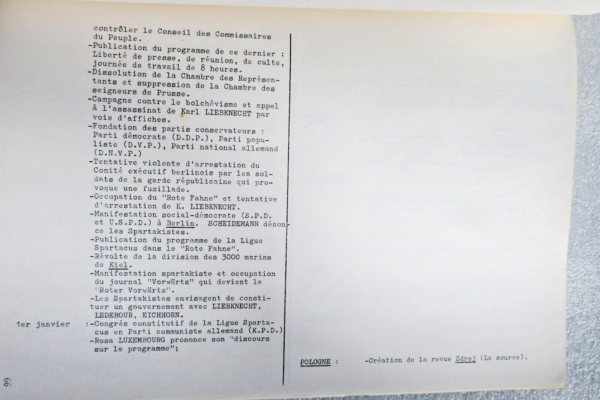 contrôler le Conseil des Commissaires
du Peuple.
-Publication du programme de ce dernier :
Liberté de presse, de réunion, de culte,
journée de travail de 8 heures.
-Dissolution de la Chambre des Représen-
tants et suppression de la Chambre des
seigneurs de Prusse.
-Campagne contre le bolchévisme et appel
à l'assassinat de Karl LIEBKNECHT par
voie d'affiches.
-Fondation des partis conservateurs :
Parti démocrate (D.D.P.), Parti popu-
liste (D.V.P.), Parti national allemand
(D.N.V.P.)
-Tentative violente d'arrestation du
Comité exécutif berlinois par les sol-
dats de la garde républicaine qui pro-
voque une fusillade.
-Occupation du "Rote Fahne" et tentative
d'arrestation de K. LIEBKNECHT.
-Manifestation social-démocrate (S.P.D.
et U.S.P.D.) à Berlin. SCHEIDEMANN dénon-
ce les Spartakistes.
-Publication du programme de la Ligue
Spartacus dans le "Rote Fahne".
-Révolte de la division des 3000 marins
de Kiel.
-Manifestation spartakiste et occupation
du journal "Vorwärts" qui devient le
"Roter Vorwärts".
-Les Spartakistes envisagent de consti-
tuer un gouvernement avec LIEBKNECHT,
LEDEBOUR, EICHHORN.
1er janvier :-Congrès constitutif de la Ligue Sparta-
cus en Parti communiste allemand (K.P.D.)
-Rosa LUXEMBOURG prononce son "discours
sur le programme";
POLOGNE : -Création de la revue Zdroj (La source).
99